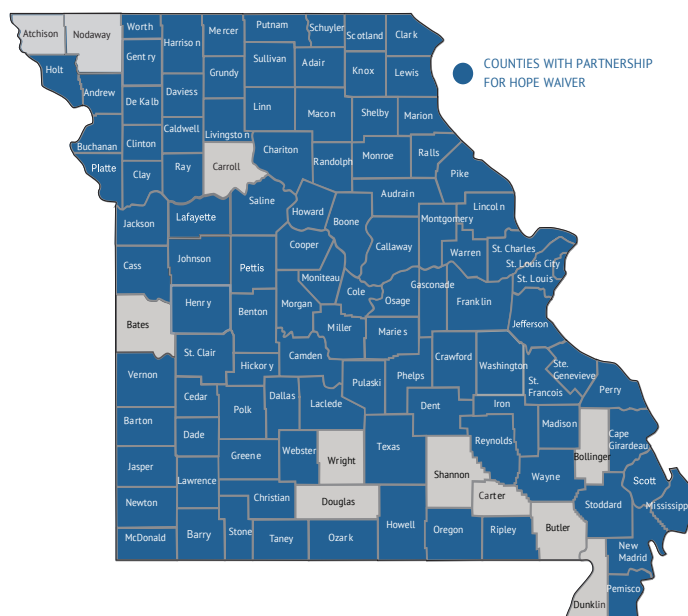 COUNTIES WITH PARTNERSHIP
FOR HOPE WAIVER
Atchison
Nodaway
Worth
Harrison
Mercer
Putnam
Schuyler
Scotland
Clark
Gentry
Sullivan
Adair
Holt
Grundy
Knox
Lewis
Andrew
De Kalb
Daviess
Linn
Macon
Shelby
Marion
Buchanan
Clinton
Caldwell
Livingston
Chariton
Randolph
Monroe
Ralls
Platte
Clay
Ray
Carroll
Pike
Audrain
Saline
Howard
Lincoln
Jackson
Lafayette
Boone
Montgomery
Cooper
Callaway
Warren
St. Charles
St. Louis City
St. Louis
Cass
Johnson
Pettis
Moniteau
Cole
Osage
Gasconade
Franklin
Henry
Morgan
Benton
Bates
Miller
Maries
Jefferson
St. Clair
Camden
Crawford
Washington
Hickory
Ste.
Genevieve
Vernon
Pulaski
Phelps
St.
Francois
Perry
Cedar
Dallas
Laclede
Polk
Dent
Iron
Barton
Dade
Madison
Cape
Girardeau
Reynolds
Texas
Webster
Greene
Wright
Bollinger
Jasper
Shannon
Wayne
Lawrence
Scott
Christian
Douglas
Carter
Newton
Stoddard
Mississipp
Howell
Oregon
Ripley
Butler
McDonald
Barry
Stone
Taney
Ozark
New
Madrid
Pemisco
Dunklin